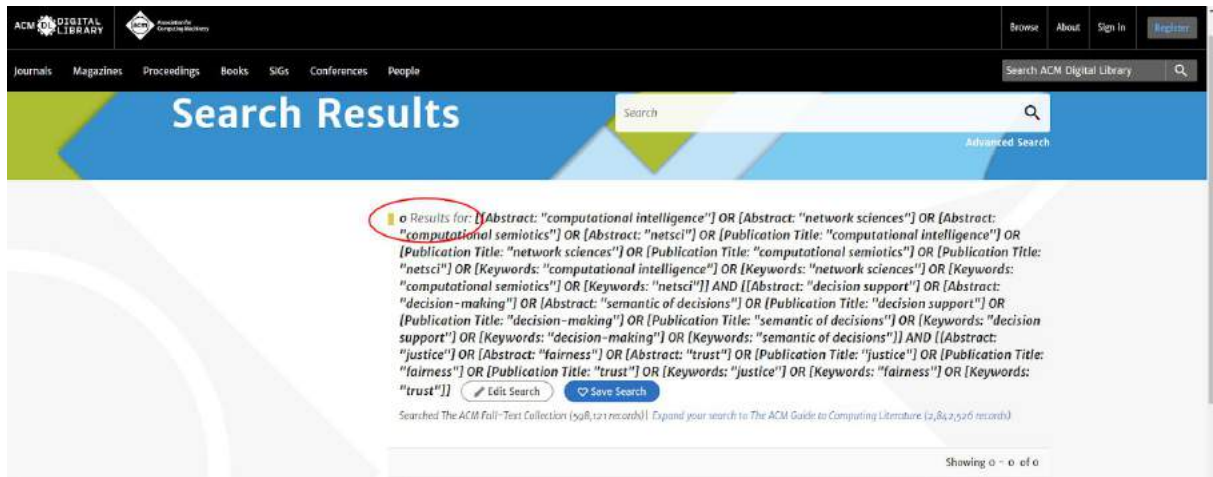 ACM DL DIGITAL LIBRARY acm Association for Computing Machinery Browse About Sign in Register
Journals Magazines Proceedings Books SIGs Conferences People Search ACM Digital Library
Search Results Search
Advanced Search
0 Results for: [[Abstract: "computational intelligence"] OR [Abstract: "network sciences"] OR [Abstract:
"computational semiotics"] OR [Abstract: "netsci"] OR [Publication Title: "computational intelligence"] OR
[Publication Title: "network sciences"] OR [Publication Title: "computational semiotics"] OR [Publication Title:
"netsci"] OR [Keywords: "computational intelligence"] OR [Keywords: "network sciences"] OR [Keywords:
"computational semiotics"] OR [Keywords: "netsci"]] AND [[Abstract: "decision support"] OR [Abstract:
"decision-making"] OR [Abstract: "semantic of decisions"] OR [Publication Title: "decision support"] OR
[Publication Title: "decision-making"] OR [Publication Title: "semantic of decisions"] OR [Keywords: "decision
support"] OR [Keywords: "decision-making"] OR [Keywords: "semantic of decisions"]] AND [[Abstract:
"justice"] OR [Abstract: "fairness"] OR [Abstract: "trust"] OR [Publication Title: "justice"] OR [Publication Title:
"fairness"] OR [Publication Title: "trust"] OR [Keywords: "justice"] OR [Keywords: "fairness"] OR [Keywords:
"trust"]] Edit Search Save Search
Searched The ACM Full-Text Collection (598,121 records) | Expand your search to The ACM Guide to Computing Literature (2,842,526 records)
Showing 0 - 0 of 0